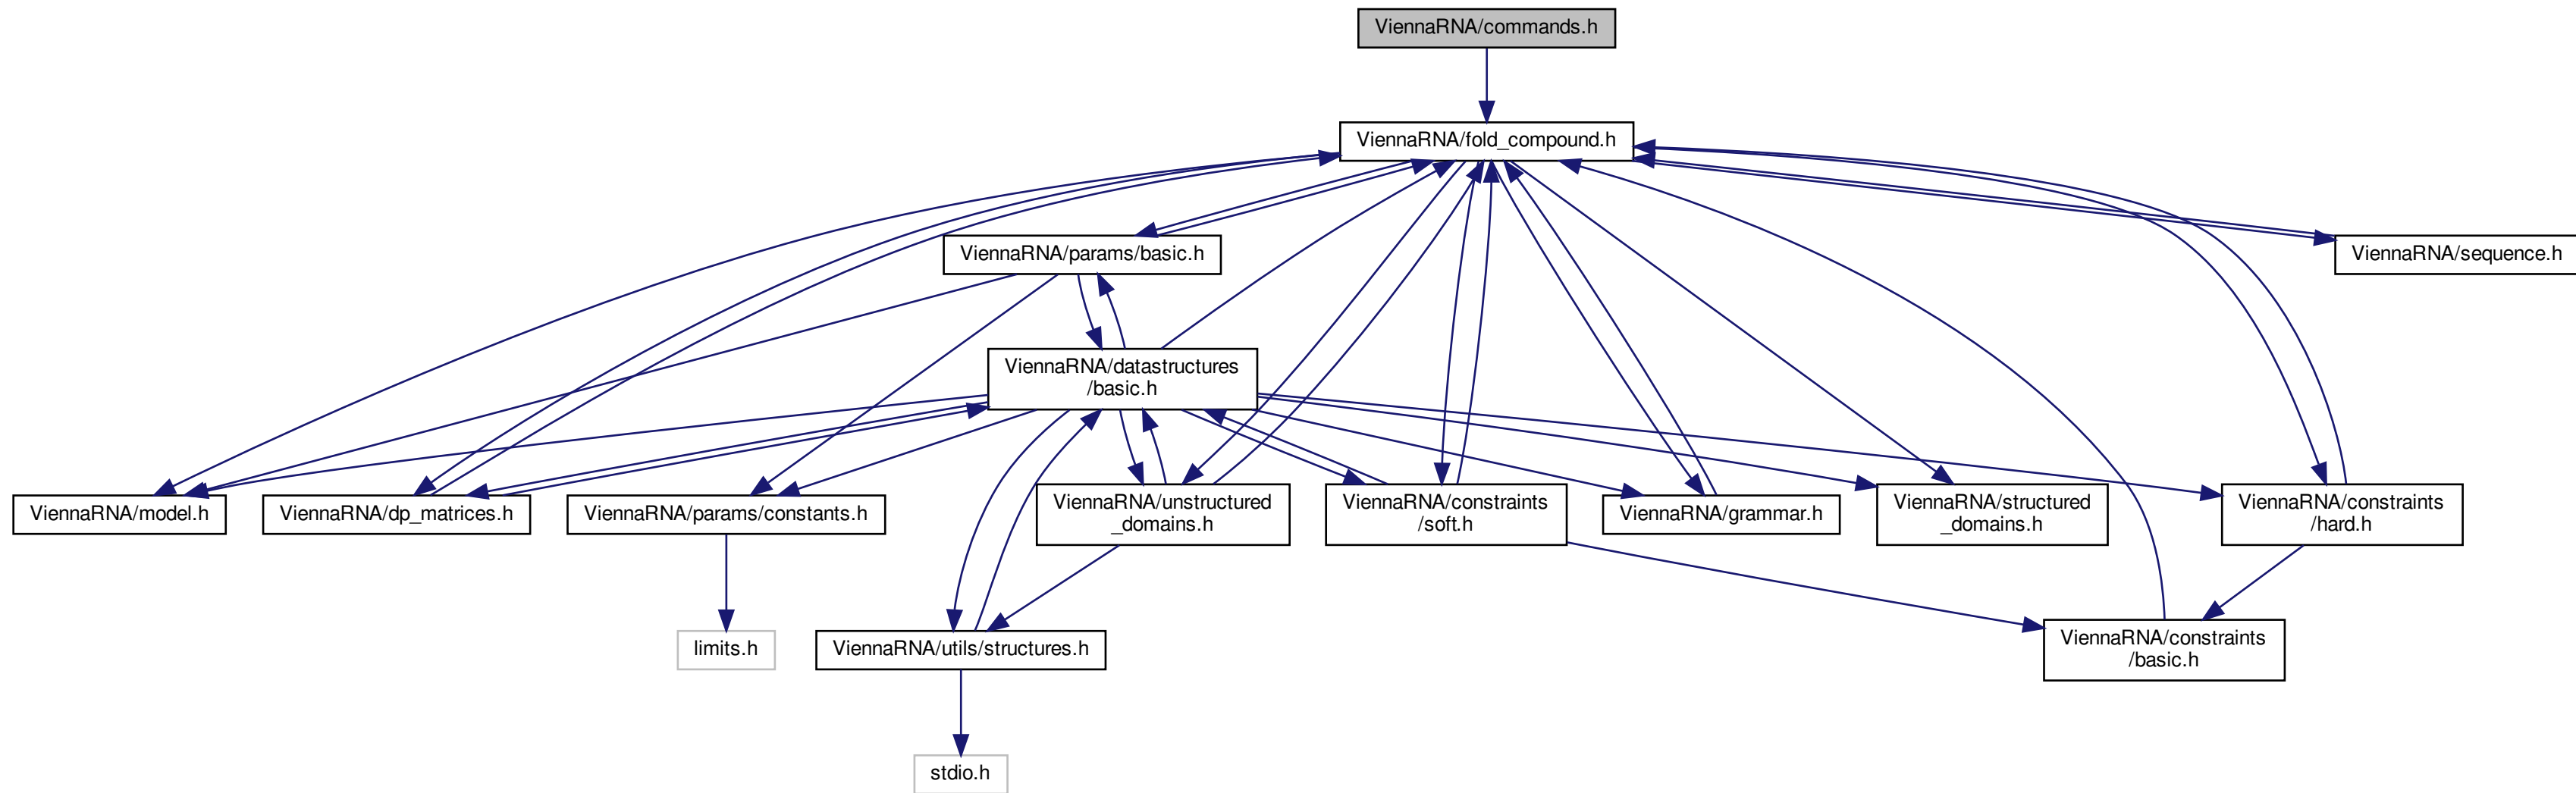 ViennaRNA/commands.h
ViennaRNA/fold_compound.h
ViennaRNA/params/basic.h
ViennaRNA/sequence.h
ViennaRNA/datastructures
/basic.h
ViennaRNA/model.h
ViennaRNA/dp_matrices.h
ViennaRNA/params/constants.h
ViennaRNA/unstructured
_domains.h
ViennaRNA/constraints
/soft.h
ViennaRNA/grammar.h
ViennaRNA/structured
_domains.h
ViennaRNA/constraints
/hard.h
limits.h
ViennaRNA/utils/structures.h
ViennaRNA/constraints
/basic.h
stdio.h